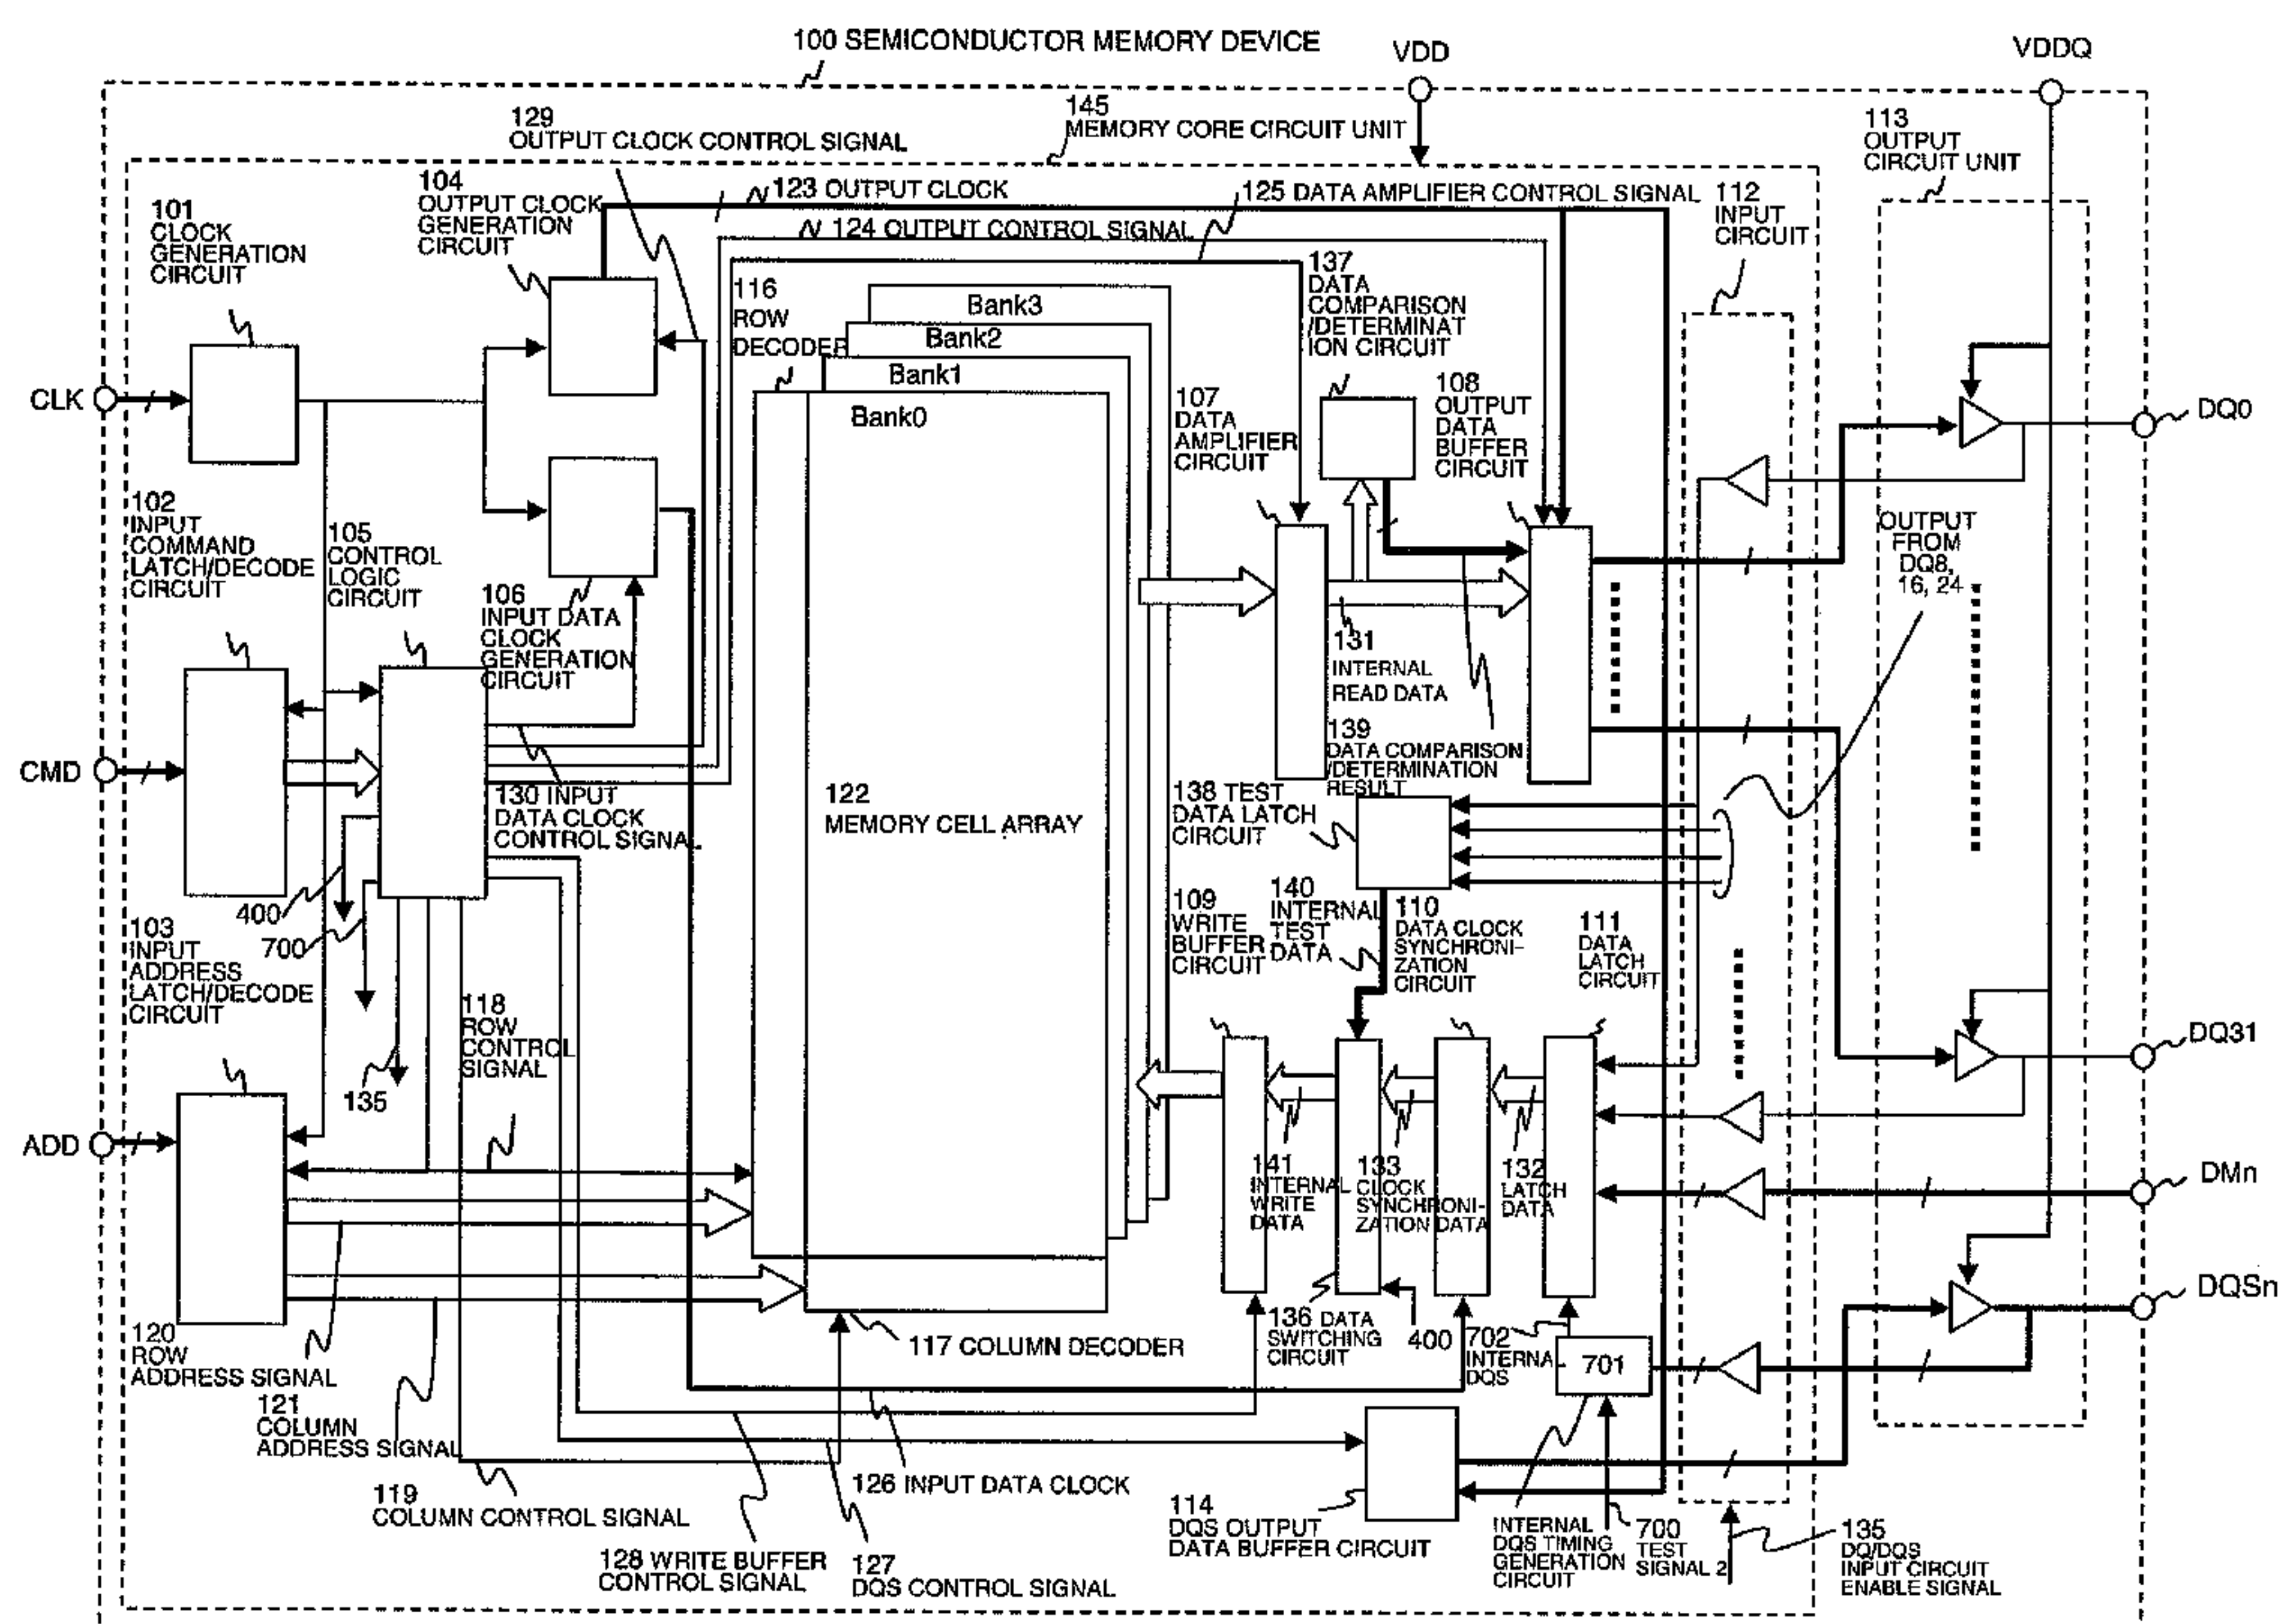 100 SEMICONDUCTOR MEMORY DEVICE
VDD
VDDQ
129
OUTPUT CLOCK CONTROL SIGNAL
145
MEMORY CORE CIRCUIT UNIT
113
OUTPUT
CIRCUIT UNIT
104
OUTPUT CLOCK
GENERATION
CIRCUIT
123 OUTPUT CLOCK
125 DATA AMPLIFIER CONTROL SIGNAL
112
INPUT
CIRCUIT
101
CLOCK
GENERATION
CIRCUIT
124 OUTPUT CONTROL SIGNAL
116
ROW
DECODER
Bank3
Bank2
Bank1
Bank0
137
DATA
COMPARISON
/DETERMINAT
ION CIRCUIT
107
DATA
AMPLIFIER
CIRCUIT
108
OUTPUT
DATA
BUFFER
CIRCUIT
CLK
DQ0
102
INPUT
COMMAND
LATCH/DECODE
CIRCUIT
105
CONTROL
LOGIC
CIRCUIT
106
INPUT DATA
CLOCK
GENERATION
CIRCUIT
OUTPUT
FROM
DQ8,
16, 24
131
INTERNAL
READ DATA
139
DATA COMPARISON
/DETERMINATION
RESULT
CMD
130 INPUT
DATA CLOCK
CONTROL SIGNAL
122
MEMORY CELL ARRAY
138 TEST
DATA LATCH
CIRCUIT
400
700
103
INPUT
ADDRESS
LATCH/DECODE
CIRCUIT
109
WRITE
BUFFER
CIRCUIT
140
INTERNAL
TEST
DATA
110
DATA CLOCK
SYNCHRONI-
ZATION
CIRCUIT
111
DATA
LATCH
CIRCUIT
118
ROW
CONTROL
SIGNAL
135
DQ31
ADD
141
INTERNAL
WRITE
DATA
133
CLOCK
SYNCHRONI-
ZATION DATA
132
LATCH
DATA
DMn
DQSn
120
ROW
ADDRESS SIGNAL
117 COLUMN DECODER
136 DATA
SWITCHING
CIRCUIT
400
702
INTERNA
DQS
701
121
COLUMN
ADDRESS SIGNAL
119
COLUMN CONTROL SIGNAL
126 INPUT DATA CLOCK
128 WRITE BUFFER
CONTROL SIGNAL
127
DQS CONTROL SIGNAL
114
DQS OUTPUT
DATA BUFFER CIRCUIT
INTERNAL
DQS TIMING
GENERATION
CIRCUIT
700
TEST
SIGNAL 2
135
DQ/DQS
INPUT CIRCUIT
ENABLE SIGNAL